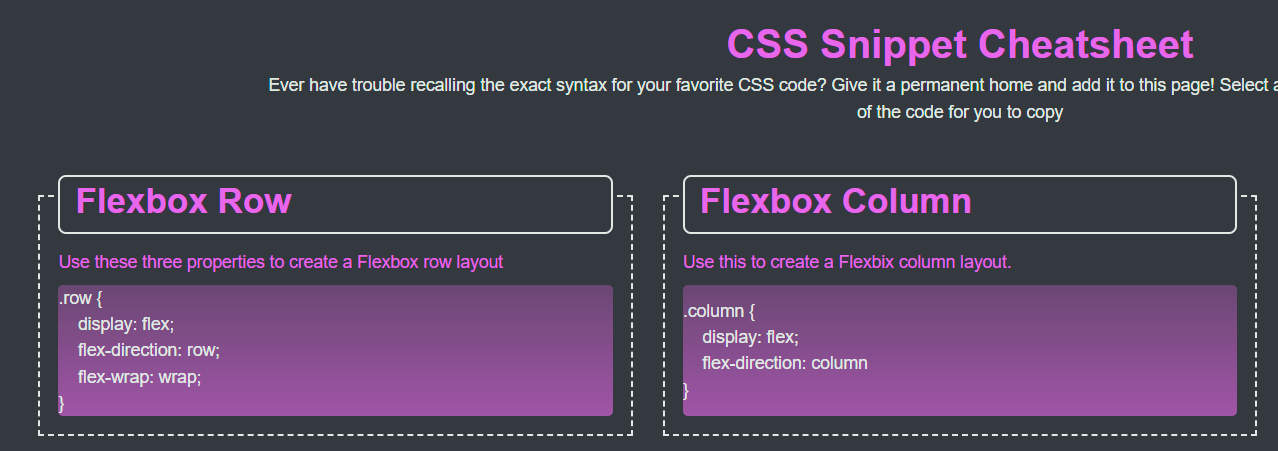 CSS Snippet Cheatsheet
Ever have trouble recalling the exact syntax for your favorite CSS code? Give it a permanent home and add it to this page! Select a
of the code for you to copy
Flexbox Row
Use these three properties to create a Flexbox row layout
.row {
    display: flex;
    flex-direction: row;
    flex-wrap: wrap;
}
Flexbox Column
Use this to create a Flexbix column layout.
.column {
    display: flex;
    flex-direction: column
}